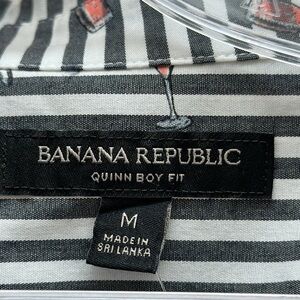 BANANA REPUBLIC
QUINN BOY FIT
M
MADE IN
SRI LANKA